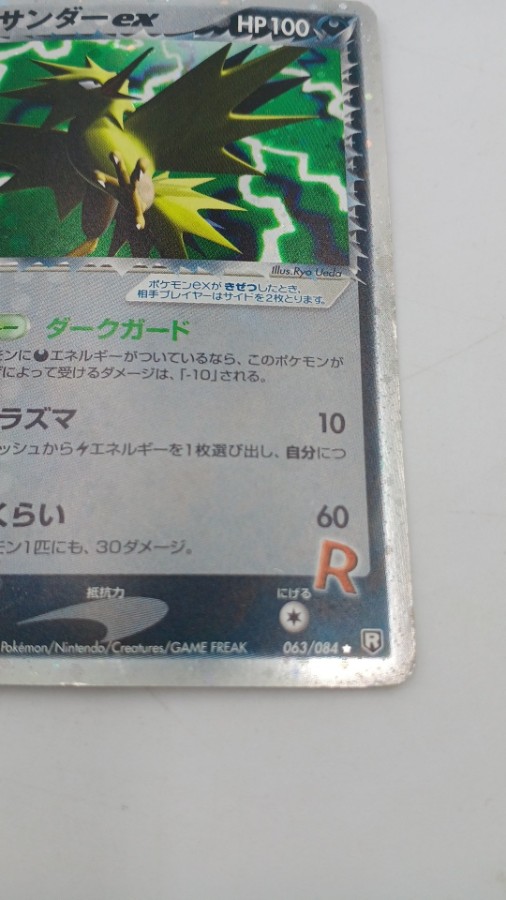 サンダーex HP100
Illus. Ryo Ueda
ポケモンexがきぜつしたとき、
相手プレイヤーはサイドを2枚とります。
ー ダークガード
モンにエネルギーがついているなら、このポケモンが
によって受けるダメージは、「-10」される。
ラズマ 10
ッシュからエネルギーを1枚選び出し、自分につ
くらい 60
モン1匹にも、30ダメージ。
R
抵抗力 にげる
Pokémon/Nintendo/Creatures/GAME FREAK 063/084 R